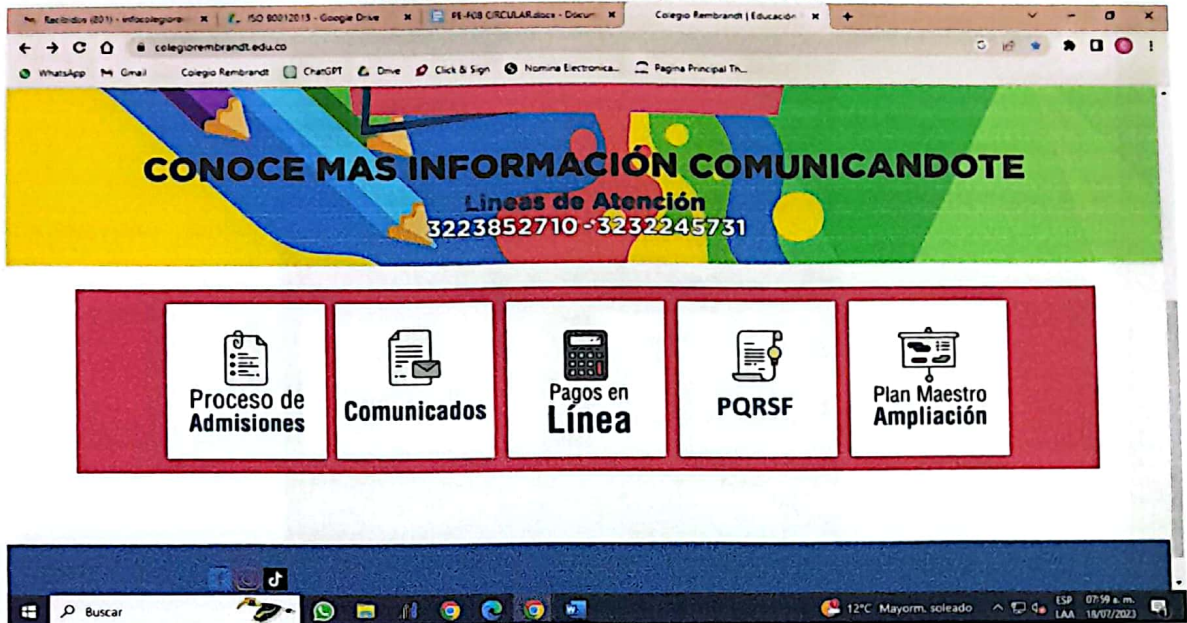 Recibidos (801) - infocolegiore
ISO 90012015 - Google Drive
PE-F08 CIRCULAR.docx - Docum
Colegio Rembrandt | Educación
colegiorembrandt.edu.co
WhatsApp
Gmail
Colegio Rembrandt
ChatGPT
Drive
Click & Sign
Nomina Electronica...
Pagina Principal Th...
CONOCE MAS INFORMACIÓN COMUNICANDOTE
Lineas de Atención
3223852710 - 3232245731
Proceso de
Admisiones
Comunicados
Pagos en
Línea
PQRSF
Plan Maestro
Ampliación
Buscar
12°C Mayorm. soleado
ESP
LAA
07:59 a. m.
18/07/2023